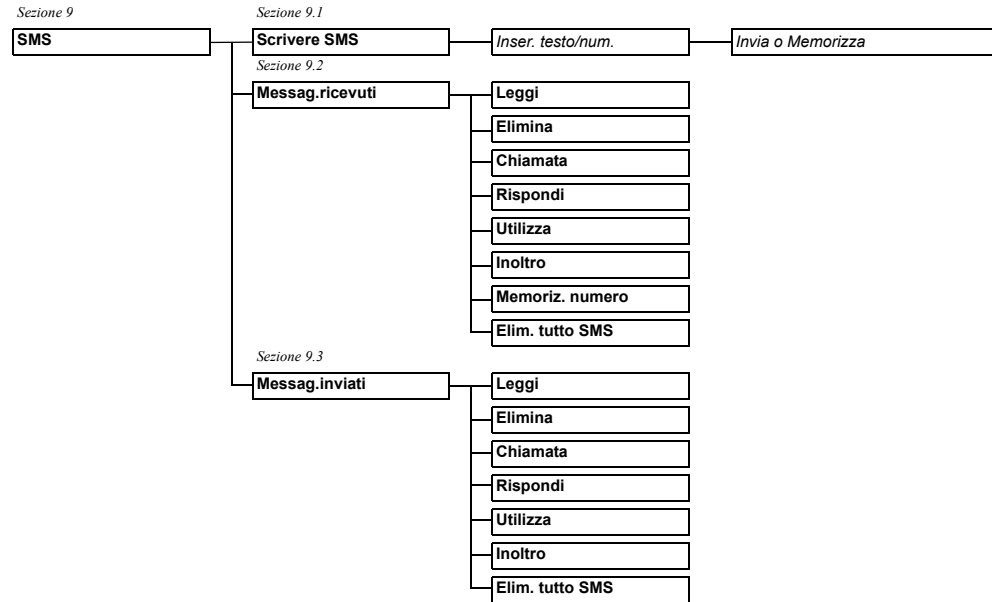 Sezione 9
Sezione 9.1
SMS
Scrivere SMS
Inser. testo/num.
Invia o Memorizza
Sezione 9.2
Messag.ricevuti
Leggi
Elimina
Chiamata
Rispondi
Utilizza
Inoltro
Memoriz. numero
Elim. tutto SMS
Sezione 9.3
Messag.inviati
Leggi
Elimina
Chiamata
Rispondi
Utilizza
Inoltro
Elim. tutto SMS